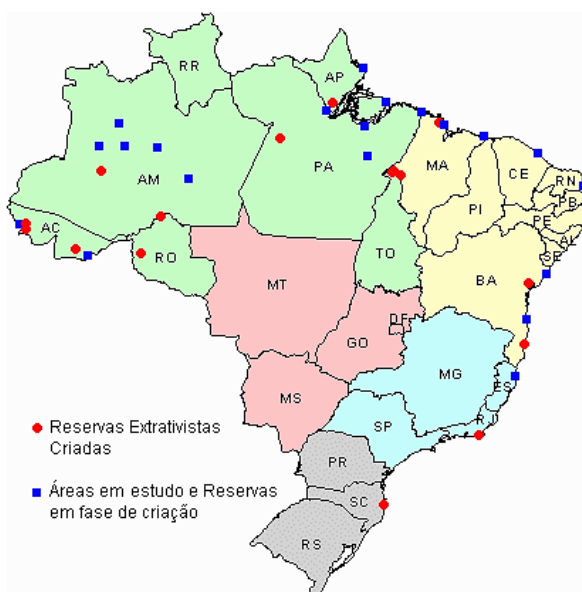 RR
AP
AM
PA
MA
CE
RN
PB
PE
AL
SE
PI
AC
RO
TO
BA
MT
DF
GO
MG
ES
MS
SP
RJ
PR
SC
RS
Reservas Extrativistas
Criadas
Áreas em estudo e Reservas
em fase de criação